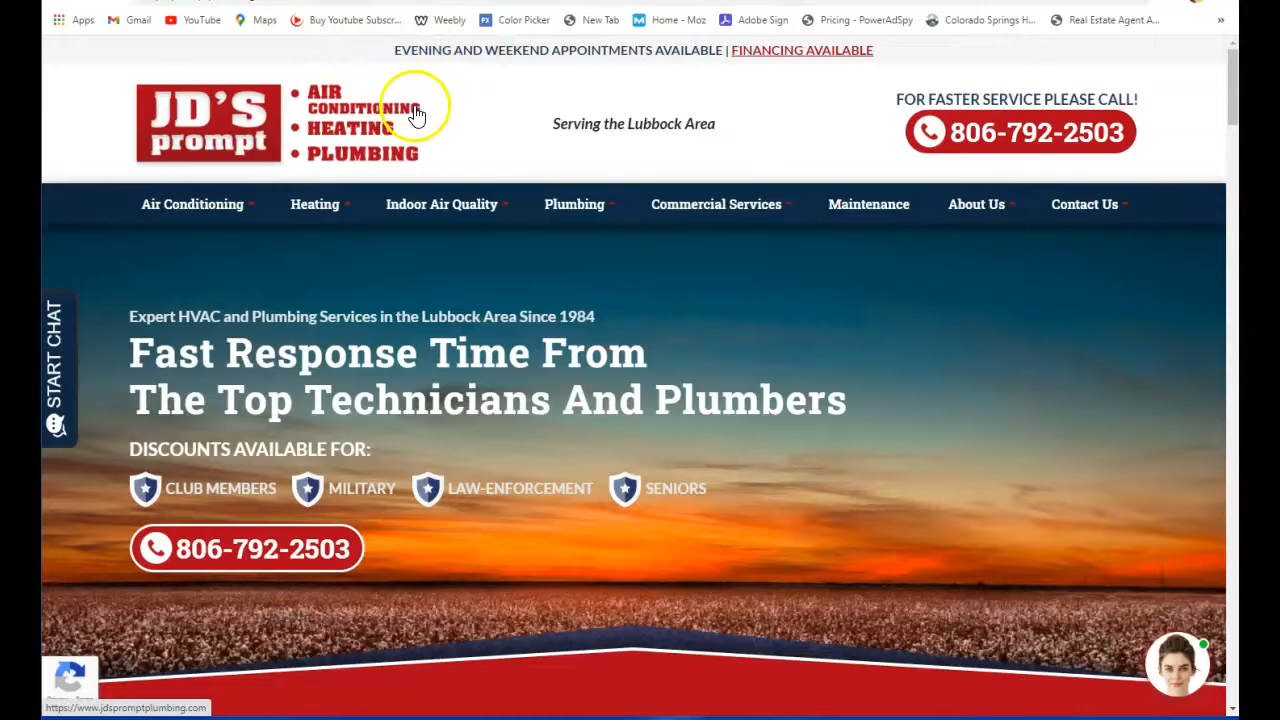 Apps Gmail YouTube Maps Buy Youtube Subscr... Weebly Color Picker New Tab Home - Moz Adobe Sign Pricing - PowerAdSpy Colorado Springs H... Real Estate Agent A... »
EVENING AND WEEKEND APPOINTMENTS AVAILABLE | FINANCING AVAILABLE
JD'S
prompt
• AIR
CONDITIONING
• HEATING
• PLUMBING
Serving the Lubbock Area
FOR FASTER SERVICE PLEASE CALL!
806-792-2503
Air Conditioning Heating Indoor Air Quality Plumbing Commercial Services Maintenance About Us Contact Us
START CHAT
Expert HVAC and Plumbing Services in the Lubbock Area Since 1984
Fast Response Time From
The Top Technicians And Plumbers
DISCOUNTS AVAILABLE FOR:
CLUB MEMBERS MILITARY LAW-ENFORCEMENT SENIORS
806-792-2503
https://www.jdspromptplumbing.com